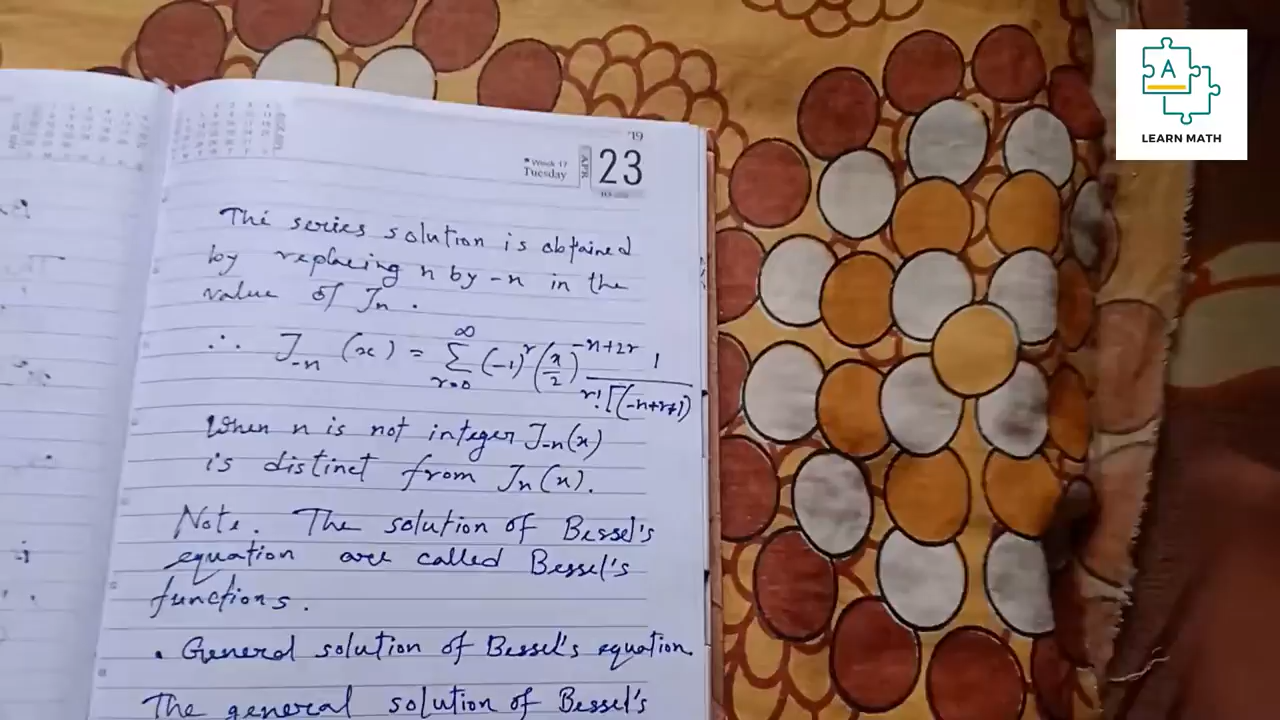 '19
Week 17
Tuesday
APR
23
The series solution is obtained
by replacing n by -n in the
value of Jn.
∴ J-n (x) = ∞ Σ r=0 (-1)^r (x/2)^-n+2r 1/r!Γ(-n+r+1)
When n is not integer J-n(x)
is distinct from Jn(x).
Note. The solution of Bessel's
equation are called Bessel's
functions.
• General solution of Bessel's equation.
The general solution of Bessel's
A
LEARN MATH